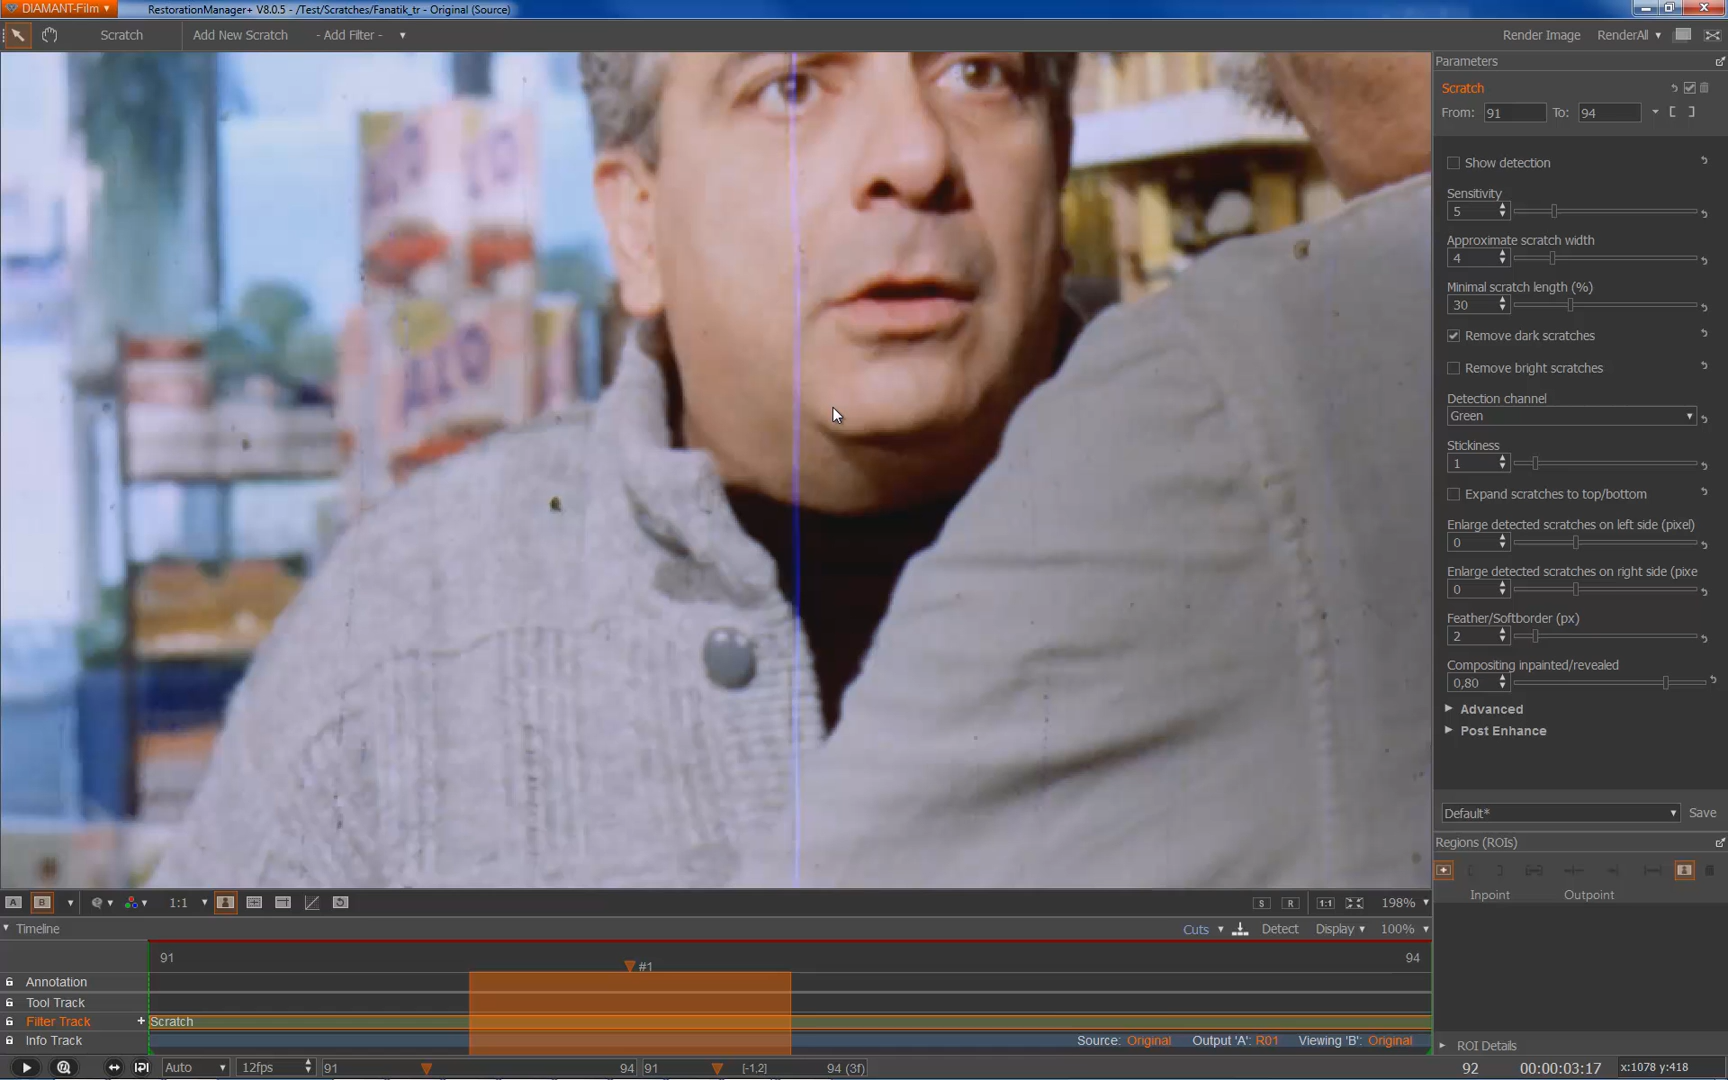 DIAMANT-Film RestorationManager+ V8.0.5 - /Test/Scratches/Fanatik_tr - Original (Source)
Scratch Add New Scratch - Add Filter - Render Image RenderAll
Parameters
Scratch
From: 91 To: 94
Show detection
Sensitivity
5
Approximate scratch width
4
Minimal scratch length (%)
30
Remove dark scratches
Remove bright scratches
Detection channel
Green
Stickiness
1
Expand scratches to top/bottom
Enlarge detected scratches on left side (pixel)
0
Enlarge detected scratches on right side (pixe
0
Feather/Softborder (px)
2
Compositing inpainted/revealed
0,80
Advanced
Post Enhance
Default* Save
Regions (ROIs)
Inpoint Outpoint
ROI Details
A B 1:1 S R 1:1 198%
Timeline Cuts Detect Display 100%
91 #1 94
Annotation
Tool Track
Filter Track + Scratch
Info Track Source: Original Output 'A': R01 Viewing 'B': Original
Auto 12fps 91 94 91 [-1,2] 94 (3f) 92 00:00:03:17 x:1078 y:418